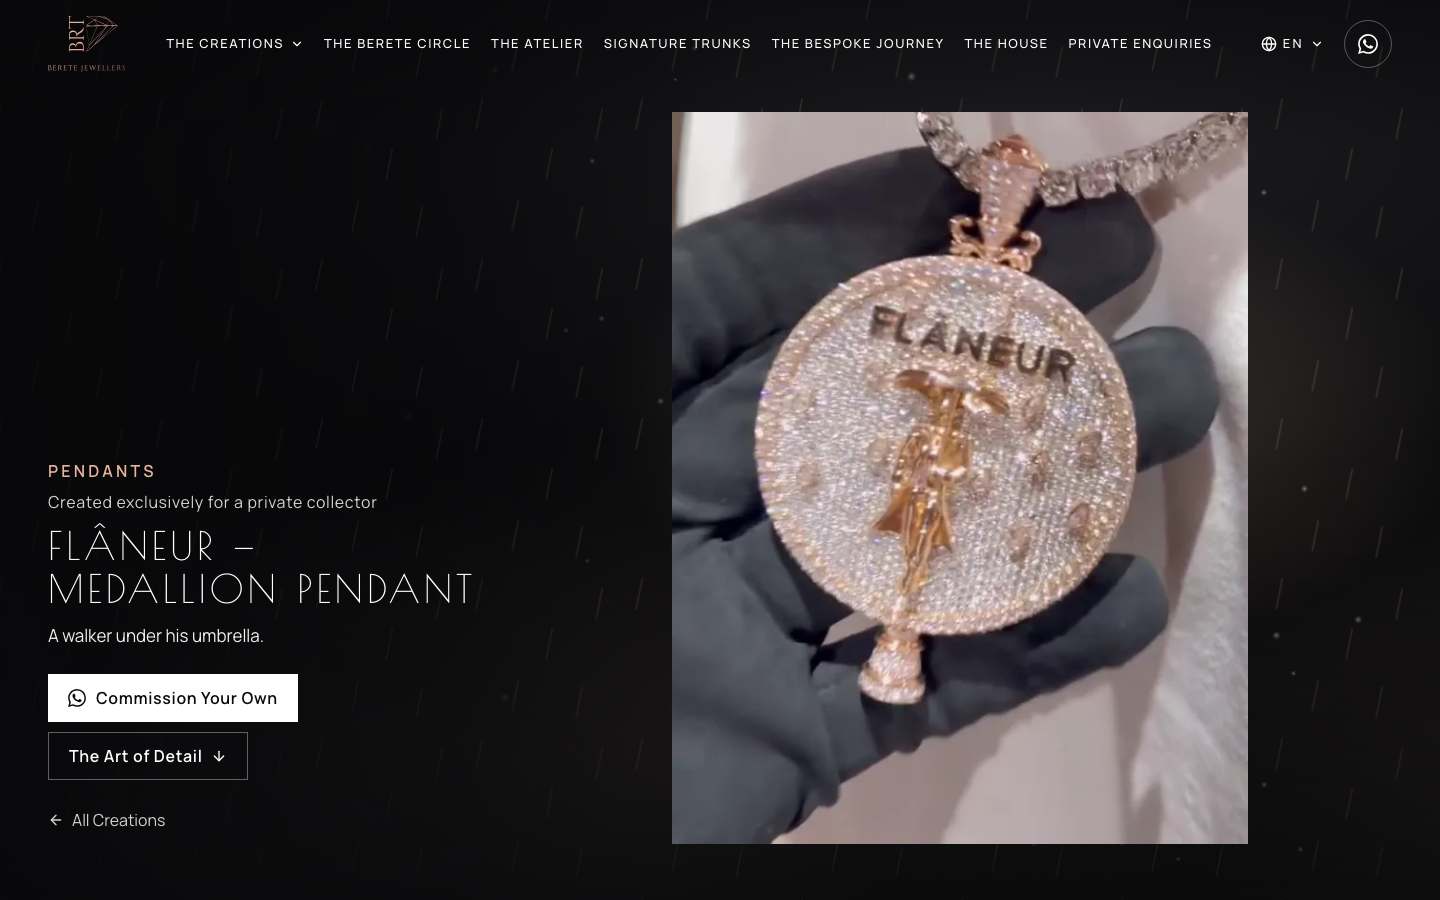 BRT
BERETE JEWELLERS
THE CREATIONS
THE BERETE CIRCLE
THE ATELIER
SIGNATURE TRUNKS
THE BESPOKE JOURNEY
THE HOUSE
PRIVATE ENQUIRIES
EN
FLÂNEUR
PENDANTS
Created exclusively for a private collector
FLÂNEUR –
MEDALLION PENDANT
A walker under his umbrella.
Commission Your Own
The Art of Detail
All Creations